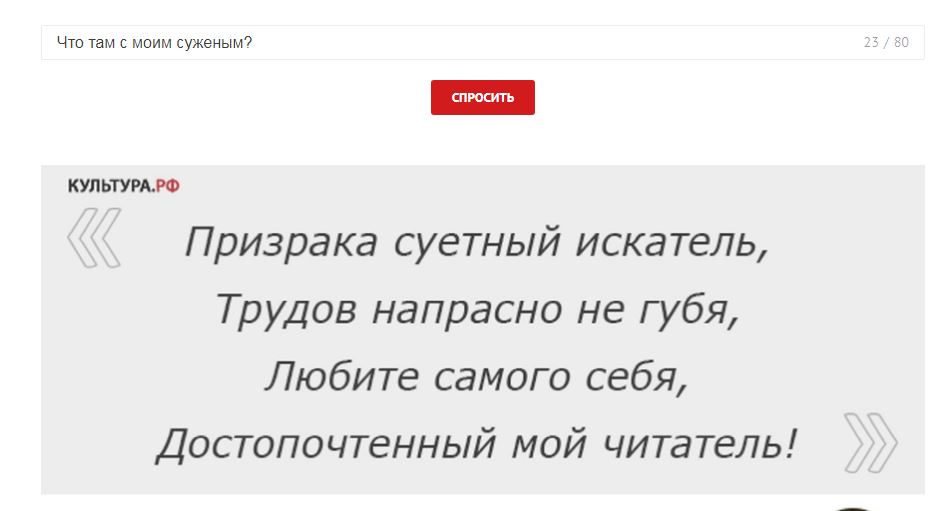 Что там с моим суженым?
23 / 80
СПРОСИТЬ
КУЛЬТУРА.РФ
Призрака суетный искатель,
Трудов напрасно не губя,
Любите самого себя,
Достопочтенный мой читатель!